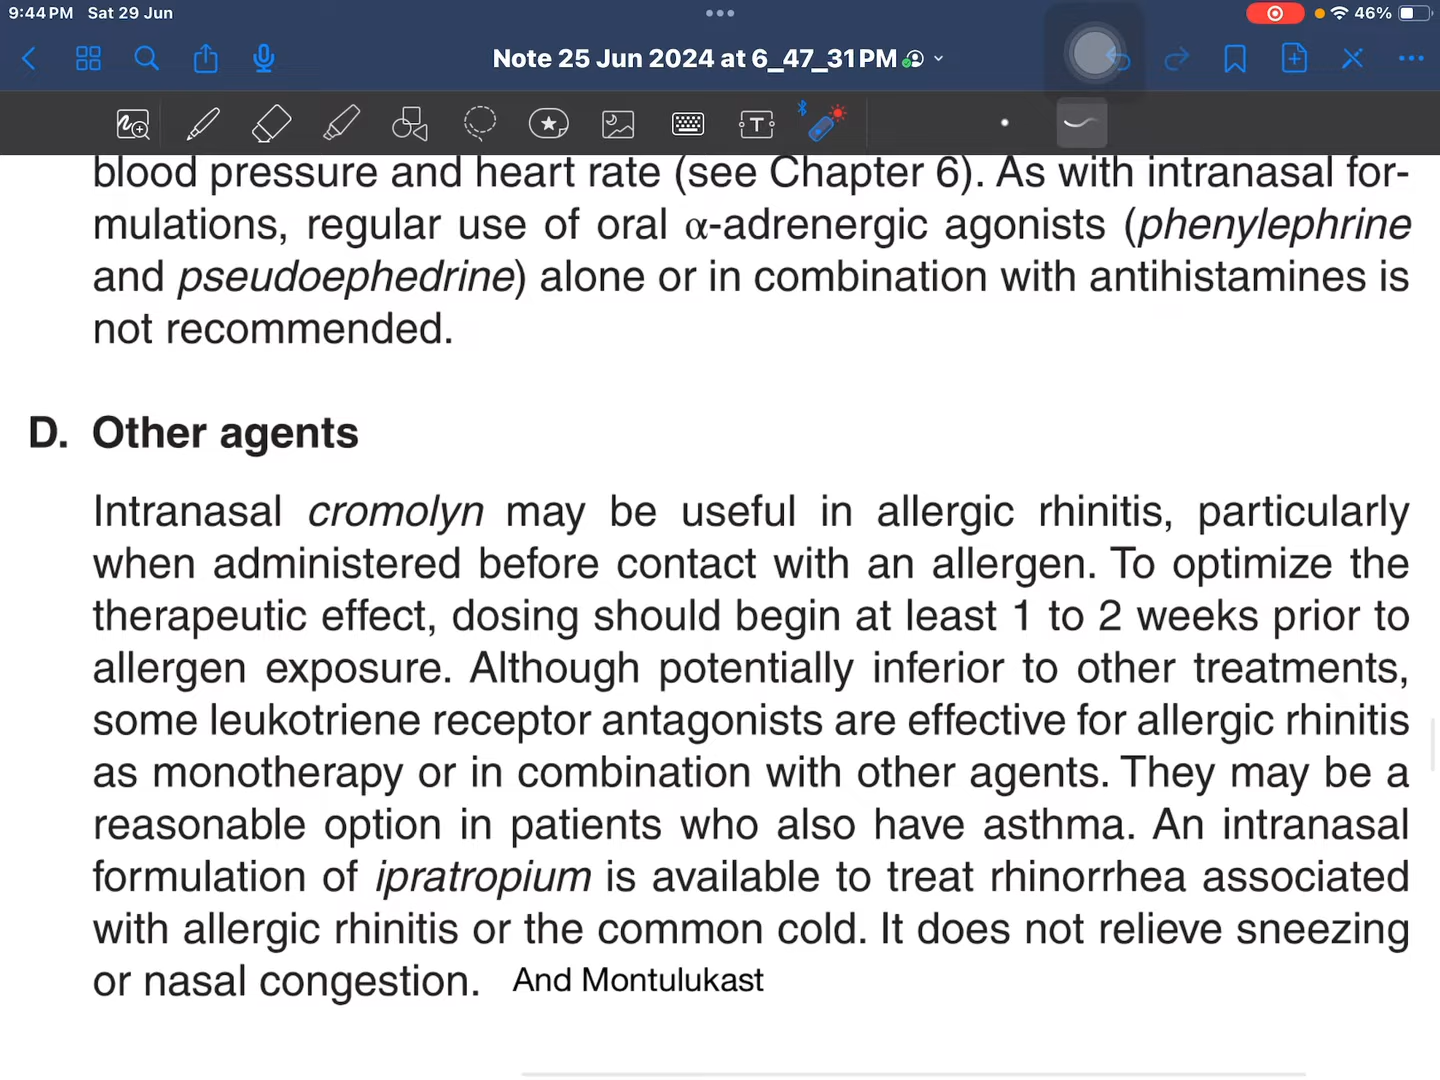 9:44 PM Sat 29 Jun
46%
Note 25 Jun 2024 at 6_47_31 PM
T
blood pressure and heart rate (see Chapter 6). As with intranasal for-
mulations, regular use of oral α-adrenergic agonists (phenylephrine
and pseudoephedrine) alone or in combination with antihistamines is
not recommended.
D. Other agents
Intranasal cromolyn may be useful in allergic rhinitis, particularly
when administered before contact with an allergen. To optimize the
therapeutic effect, dosing should begin at least 1 to 2 weeks prior to
allergen exposure. Although potentially inferior to other treatments,
some leukotriene receptor antagonists are effective for allergic rhinitis
as monotherapy or in combination with other agents. They may be a
reasonable option in patients who also have asthma. An intranasal
formulation of ipratropium is available to treat rhinorrhea associated
with allergic rhinitis or the common cold. It does not relieve sneezing
or nasal congestion. And Montulukast